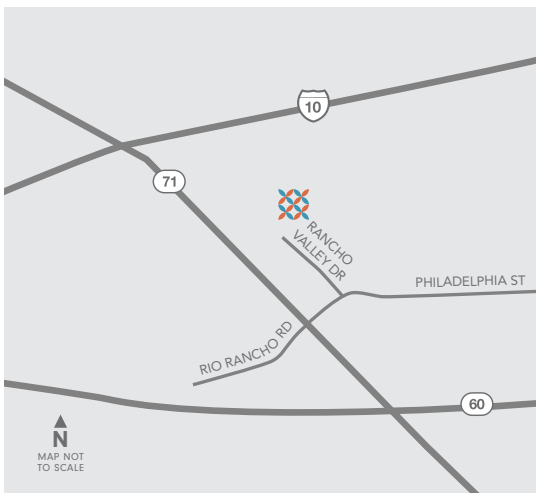 10
71
RANCHO
VALLEY DR
PHILADELPHIA ST
RIO RANCHO RD
60
N
MAP NOT
TO SCALE